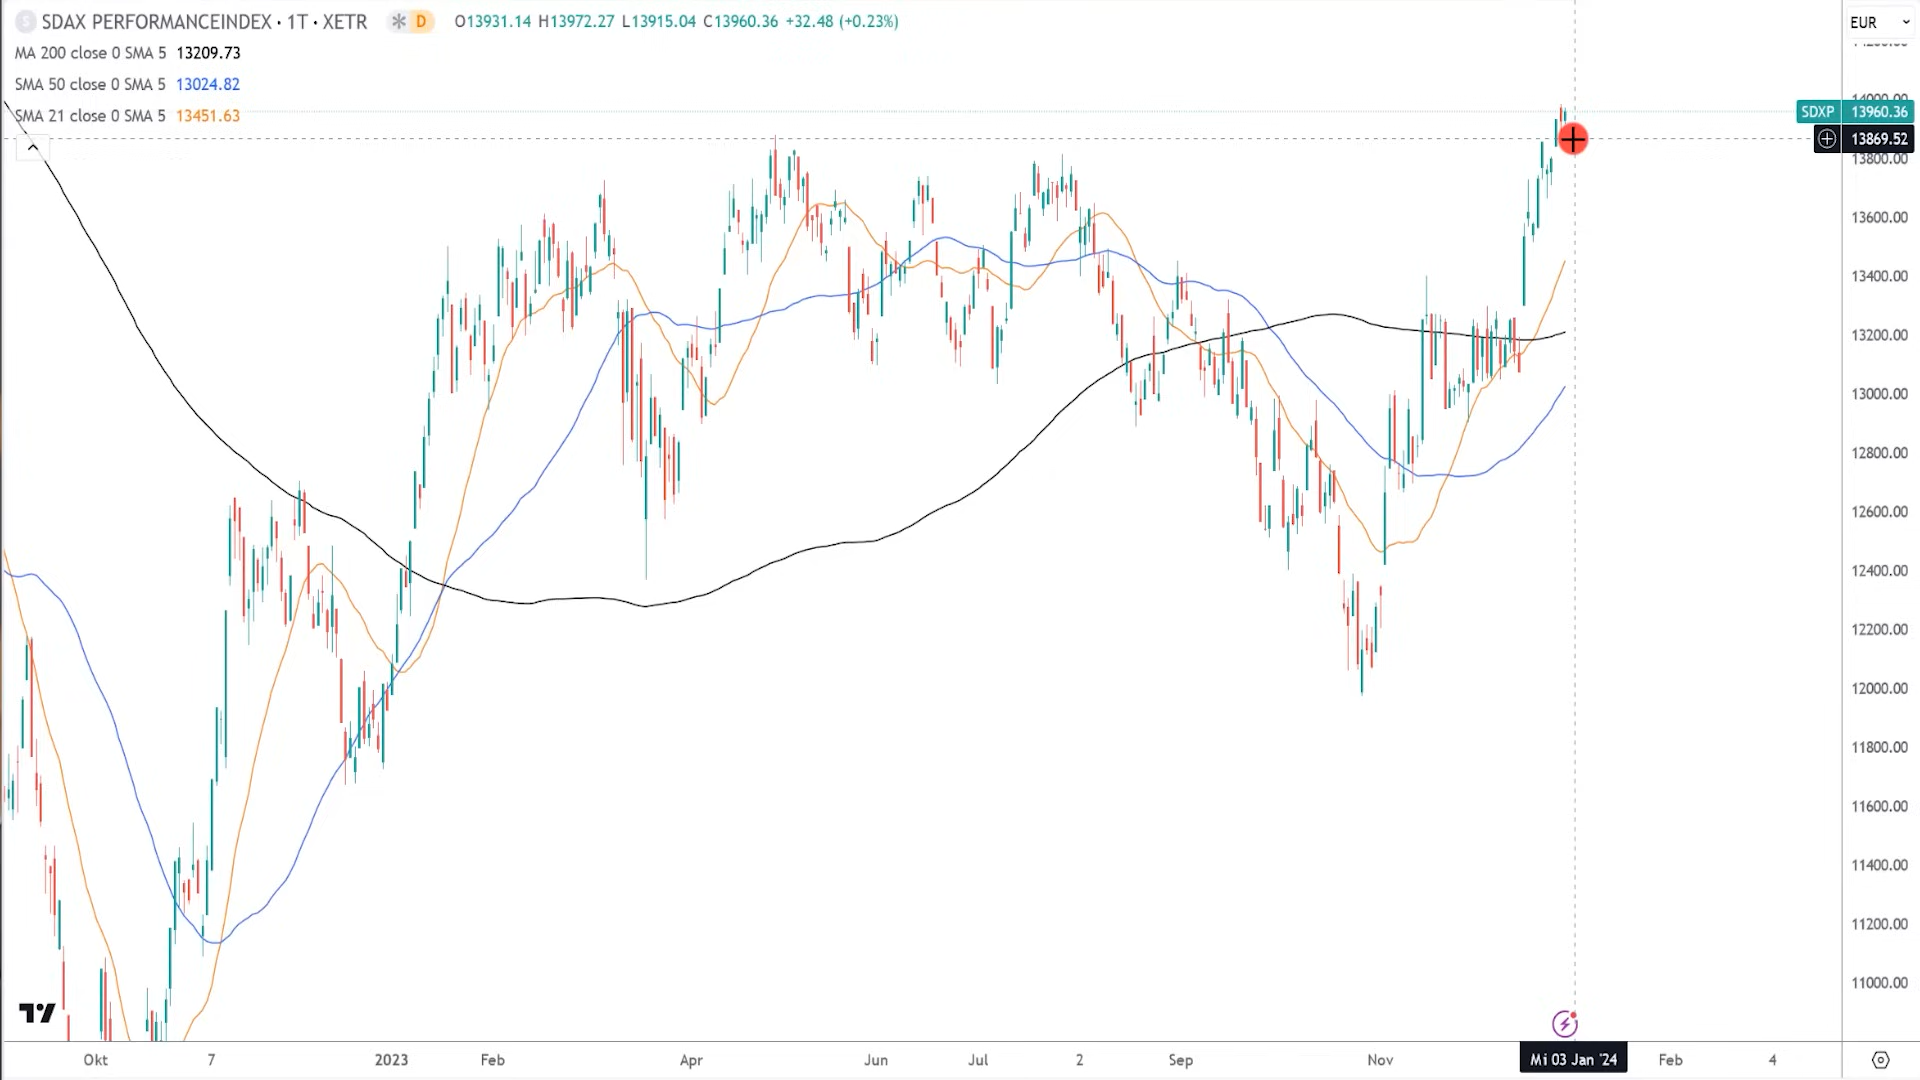 SDAX PERFORMANCEINDEX · 1T · XETR D O13931.14 H13972.27 L13915.04 C13960.36 +32.48 (+0.23%)
MA 200 close 0 SMA 5 13209.73
SMA 50 close 0 SMA 5 13024.82
SMA 21 close 0 SMA 5 13451.63
EUR
14000.00
SDXP 13960.36
13869.52
13800.00
13600.00
13400.00
13200.00
13000.00
12800.00
12600.00
12400.00
12200.00
12000.00
11800.00
11600.00
11400.00
11200.00
11000.00
Okt 7 2023 Feb Apr Jun Jul 2 Sep Nov Mi 03 Jan '24 Feb 4